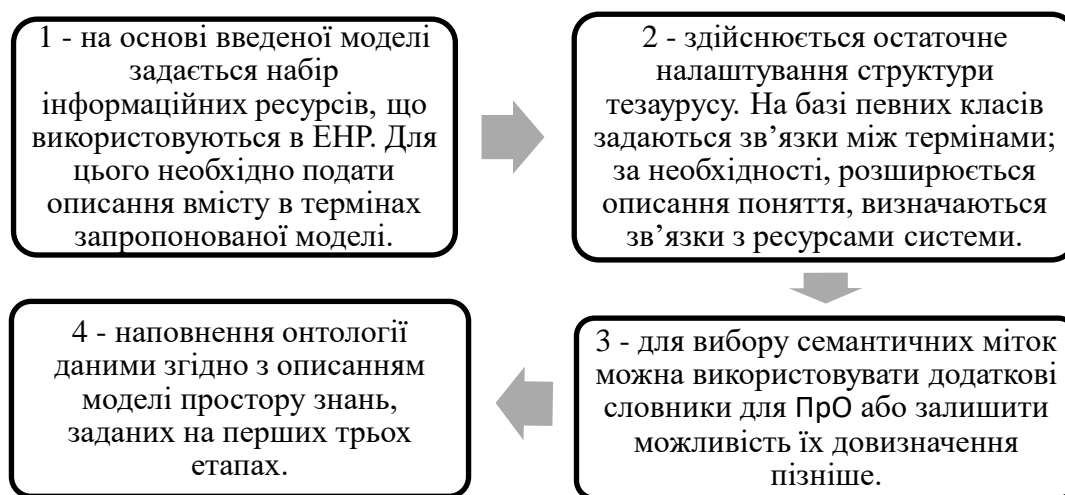 1 - на основі введеної моделі
задається набір
інформаційних ресурсів, що
використовуються в ЕНР. Для
цього необхідно подати
описання вмісту в термінах
запропонованої моделі.
2 - здійснюється остаточне
налаштування структури
тезаурусу. На базі певних класів
задаються зв’язки між термінами;
за необхідності, розширюється
описання поняття, визначаються
зв’язки з ресурсами системи.
3 - для вибору семантичних міток
можна використовувати додаткові
словники для ПрО або залишити
можливість їх довизначення
пізніше.
4 - наповнення онтології
даними згідно з описанням
моделі простору знань,
заданих на перших трьох
етапах.